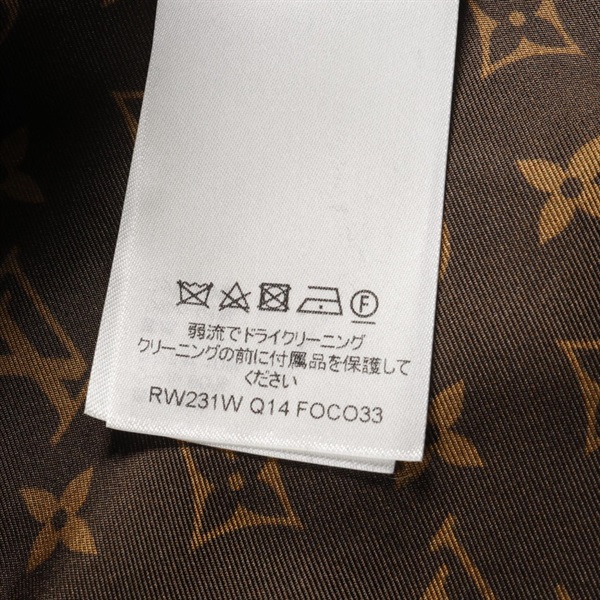 F
弱流でドライクリーニング
クリーニングの前に付属品を保護して
ください
RW231W Q14 FOCO33